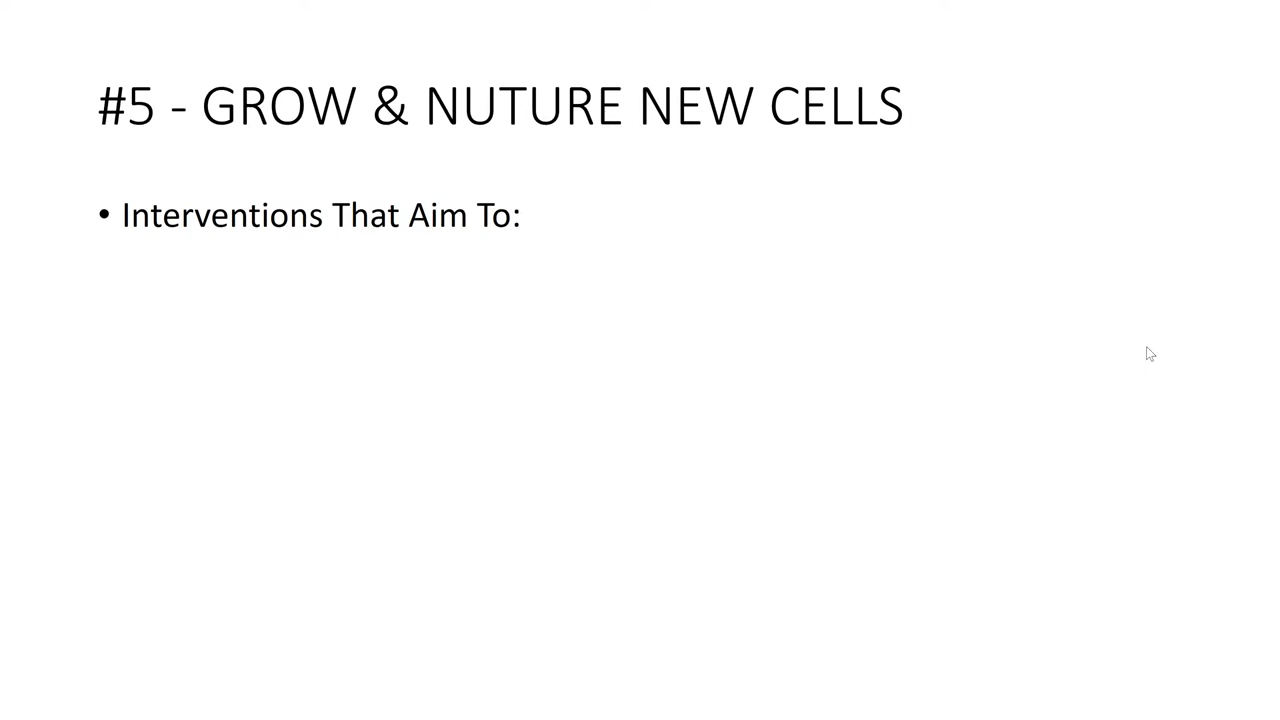 #5 - GROW & NUTURE NEW CELLS
• Interventions That Aim To: